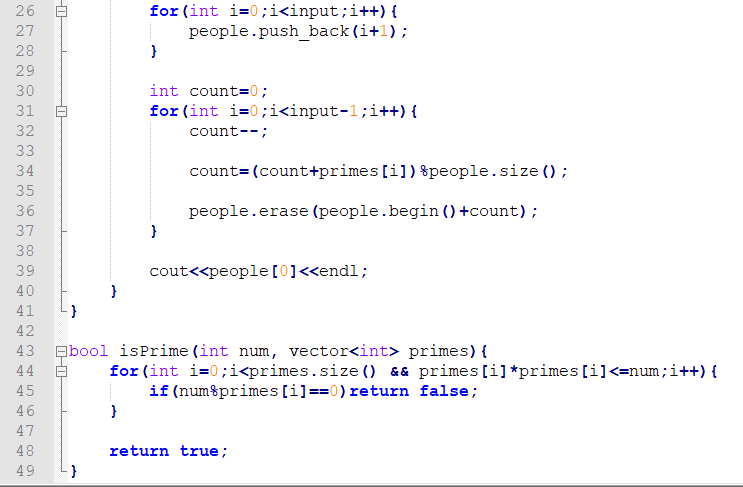 26 for(int i=0;i<input;i++){
27 people.push_back(i+1);
28 }
29
30 int count=0;
31 for(int i=0;i<input-1;i++){
32 count--;
33
34 count=(count+primes[i])%people.size();
35
36 people.erase(people.begin()+count);
37 }
38
39 cout<<people[0]<<endl;
40 }
41 }
42
43 bool isPrime(int num, vector<int> primes){
44 for(int i=0;i<primes.size() && primes[i]*primes[i]<=num;i++){
45 if(num%primes[i]==0)return false;
46 }
47
48 return true;
49 }